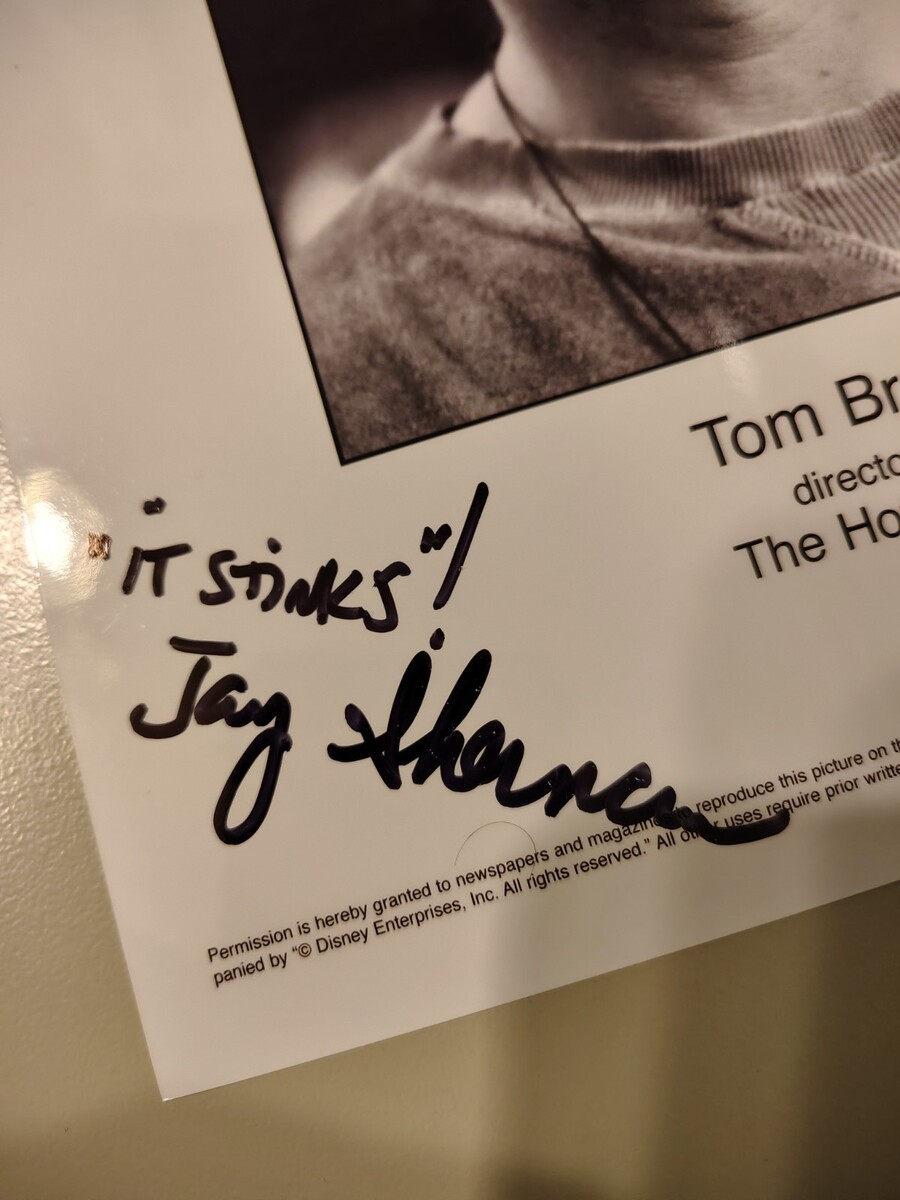 Tom Br
directo
The Ho
"IT STINKS"!
Jay Sherman
Permission is hereby granted to newspapers and magazines to reproduce this picture on th
panied by "© Disney Enterprises, Inc. All rights reserved." All other uses require prior writte